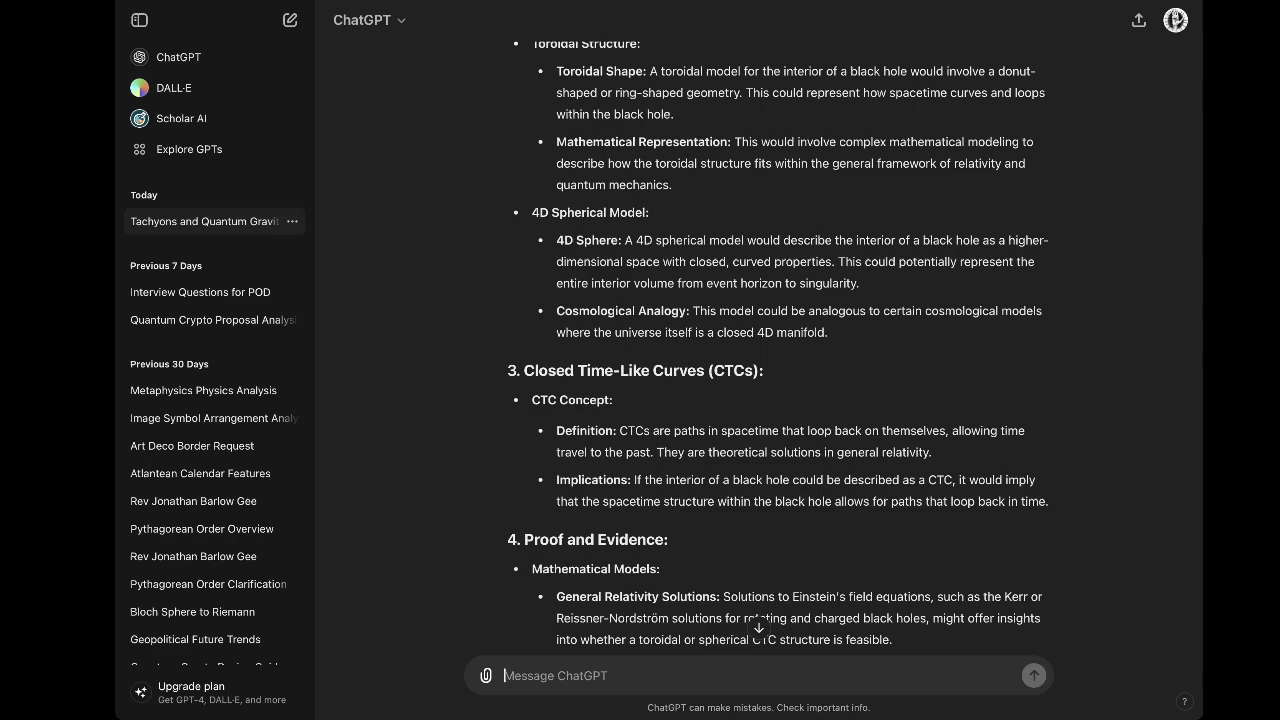 ChatGPT
ChatGPT
DALL·E
Scholar AI
Explore GPTs
Today
Tachyons and Quantum Gravit
Previous 7 Days
Interview Questions for POD
Quantum Crypto Proposal Analysi
Previous 30 Days
Metaphysics Physics Analysis
Image Symbol Arrangement Analy
Art Deco Border Request
Atlantean Calendar Features
Rev Jonathan Barlow Gee
Pythagorean Order Overview
Rev Jonathan Barlow Gee
Pythagorean Order Clarification
Bloch Sphere to Riemann
Geopolitical Future Trends
Upgrade plan
Get GPT-4, DALL·E, and more
Toroidal Structure:
Toroidal Shape: A toroidal model for the interior of a black hole would involve a donut-
shaped or ring-shaped geometry. This could represent how spacetime curves and loops
within the black hole.
Mathematical Representation: This would involve complex mathematical modeling to
describe how the toroidal structure fits within the general framework of relativity and
quantum mechanics.
4D Spherical Model:
4D Sphere: A 4D spherical model would describe the interior of a black hole as a higher-
dimensional space with closed, curved properties. This could potentially represent the
entire interior volume from event horizon to singularity.
Cosmological Analogy: This model could be analogous to certain cosmological models
where the universe itself is a closed 4D manifold.
3. Closed Time-Like Curves (CTCs):
CTC Concept:
Definition: CTCs are paths in spacetime that loop back on themselves, allowing time
travel to the past. They are theoretical solutions in general relativity.
Implications: If the interior of a black hole could be described as a CTC, it would imply
that the spacetime structure within the black hole allows for paths that loop back in time.
4. Proof and Evidence:
Mathematical Models:
General Relativity Solutions: Solutions to Einstein's field equations, such as the Kerr or
Reissner-Nordström solutions for rotating and charged black holes, might offer insights
into whether a toroidal or spherical CTC structure is feasible.
Message ChatGPT
ChatGPT can make mistakes. Check important info.
?